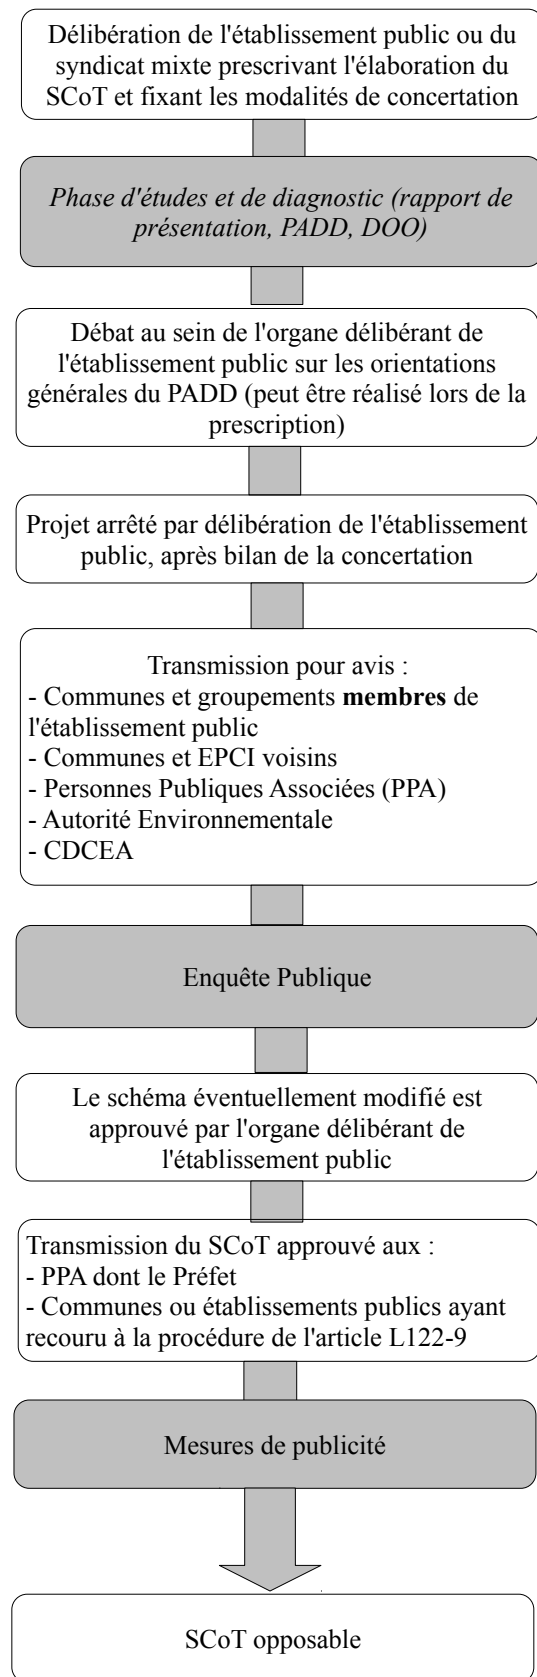 Délibération de l'établissement public ou du
syndicat mixte prescrivant l'élaboration du
SCoT et fixant les modalités de concertation
Phase d'études et de diagnostic (rapport de
présentation, PADD, DOO)
Débat au sein de l'organe délibérant de
l'établissement public sur les orientations
générales du PADD (peut être réalisé lors de la
prescription)
Projet arrêté par délibération de l'établissement
public, après bilan de la concertation
Transmission pour avis :
- Communes et groupements membres de
l'établissement public
- Communes et EPCI voisins
- Personnes Publiques Associées (PPA)
- Autorité Environnementale
- CDCEA
Enquête Publique
Le schéma éventuellement modifié est
approuvé par l'organe délibérant de
l'établissement public
Transmission du SCoT approuvé aux :
- PPA dont le Préfet
- Communes ou établissements publics ayant
recouru à la procédure de l'article L122-9
Mesures de publicité
SCoT opposable